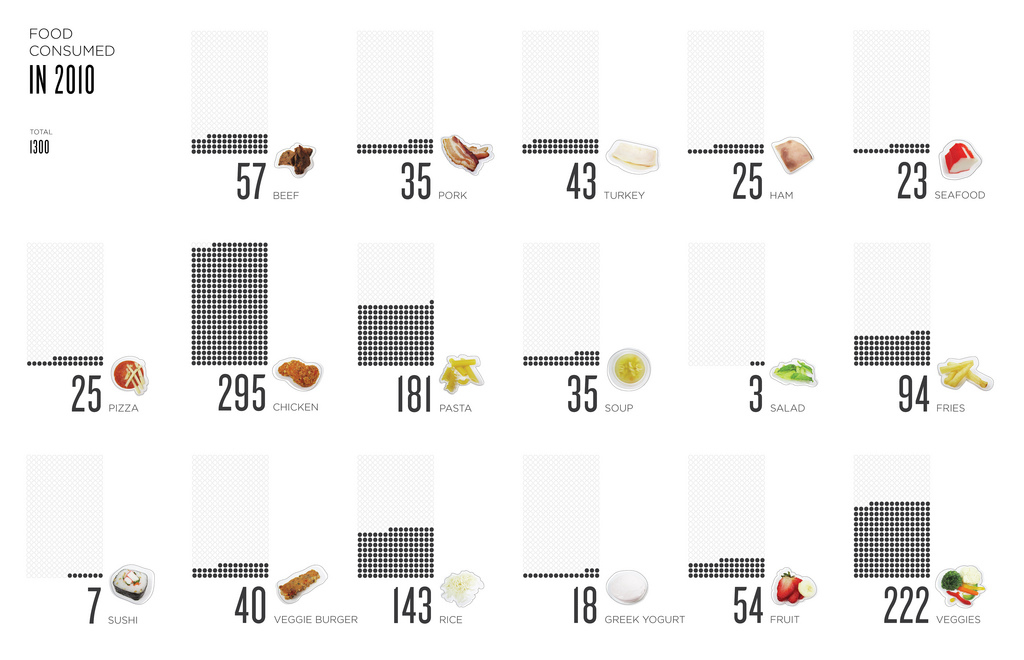 FOOD
CONSUMED
IN 2010
TOTAL
1300
57 BEEF
35 PORK
43 TURKEY
25 HAM
23 SEAFOOD
25 PIZZA
295 CHICKEN
181 PASTA
35 SOUP
3 SALAD
94 FRIES
7 SUSHI
40 VEGGIE BURGER
143 RICE
18 GREEK YOGURT
54 FRUIT
222 VEGGIES